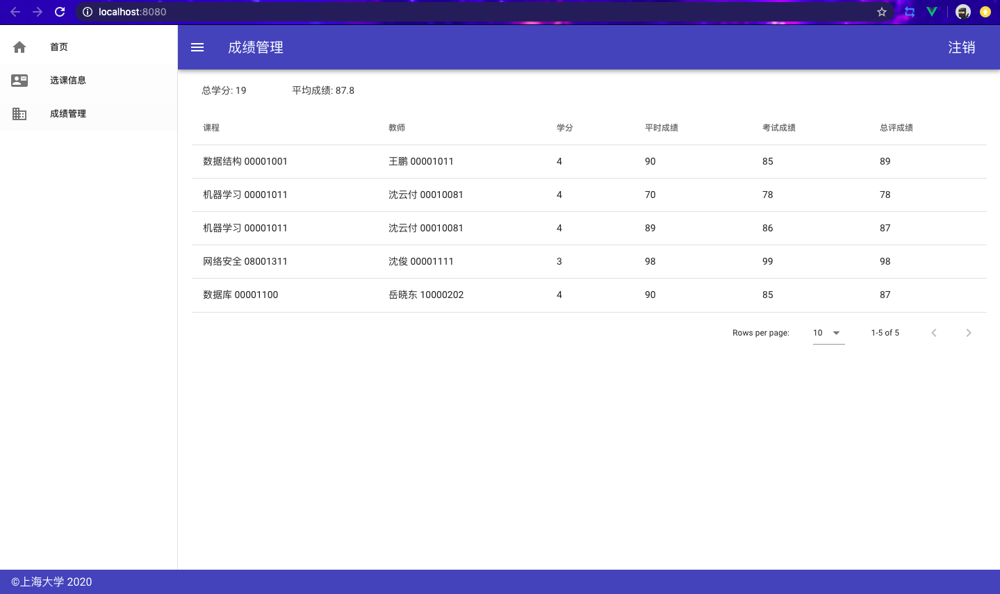 localhost:8080
首页
选课信息
成绩管理
成绩管理 注销
总学分: 19 平均成绩: 87.8
课程 教师 学分 平时成绩 考试成绩 总评成绩
数据结构 00001001 王鹏 00001011 4 90 85 89
机器学习 00001011 沈云付 00010081 4 70 78 78
机器学习 00001011 沈云付 00010081 4 89 86 87
网络安全 08001311 沈俊 00001111 3 98 99 98
数据库 00001100 岳晓东 10000202 4 90 85 87
Rows per page: 10 1-5 of 5
©上海大学 2020